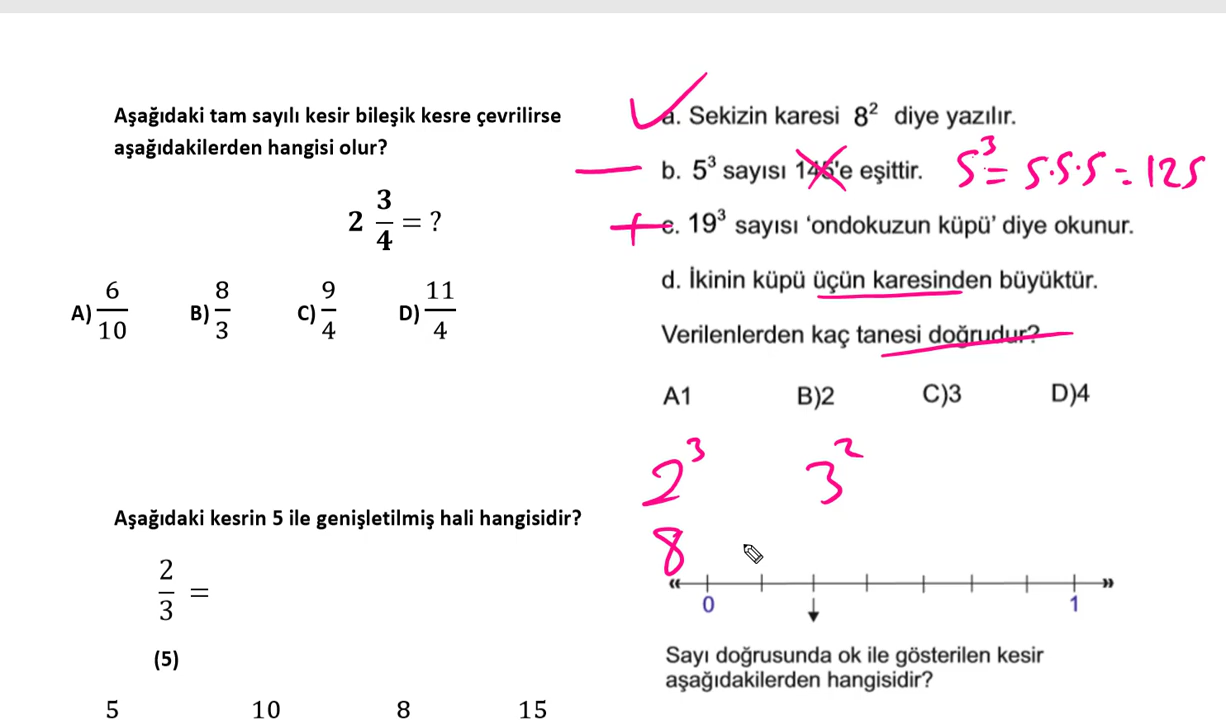 Aşağıdaki tam sayılı kesir bileşik kesre çevrilirse
aşağıdakilerden hangisi olur?
2 3/4 = ?
A) 6/10 B) 8/3 C) 9/4 D) 11/4
Aşağıdaki kesrin 5 ile genişletilmiş hali hangisidir?
2/3 =
(5)
5 10 8 15
a. Sekizin karesi 8² diye yazılır.
b. 5³ sayısı 145'e eşittir. 5³ = 5.5.5 = 125
c. 19³ sayısı ‘ondokuzun küpü’ diye okunur.
d. İkinin küpü üçün karesinden büyüktür.
Verilenlerden kaç tanesi doğrudur?
A1 B)2 C)3 D)4
2³ 3²
8
0 1
Sayı doğrusunda ok ile gösterilen kesir
aşağıdakilerden hangisidir?